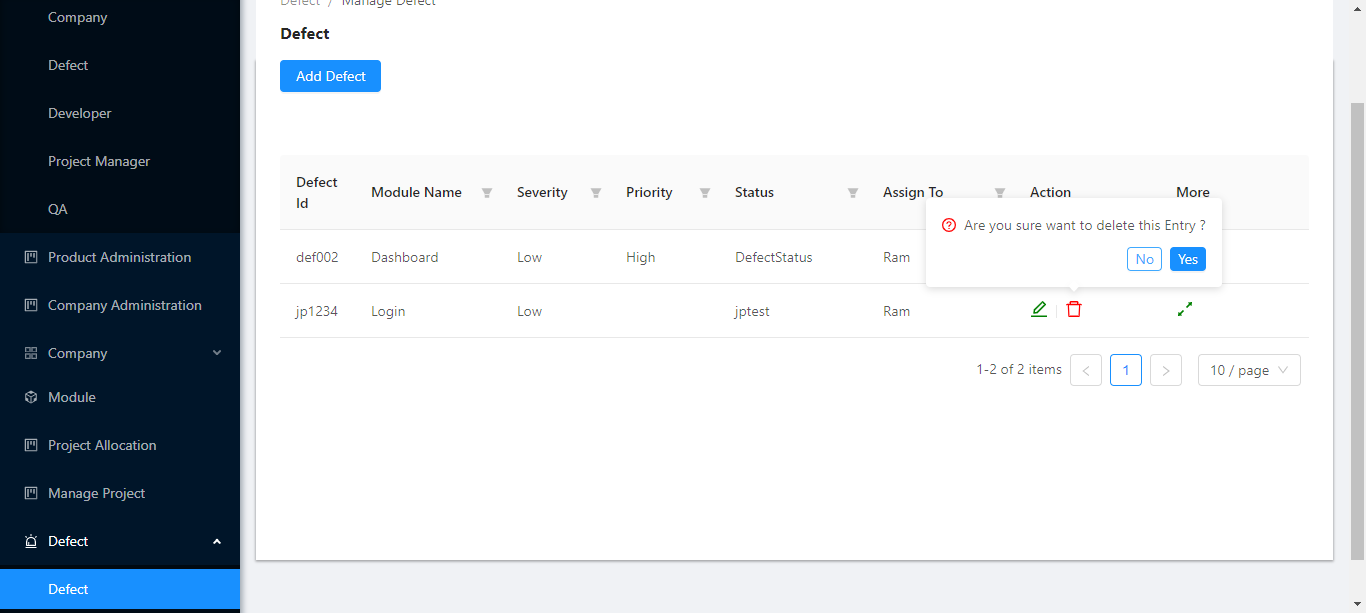 Company
Defect
Developer
Project Manager
QA
Product Administration
Company Administration
Company
Module
Project Allocation
Manage Project
Defect
Defect
Defect / Manage Defect
Defect
Add Defect
Defect Id Module Name Severity Priority Status Assign To Action More
def002 Dashboard Low High DefectStatus Ram
Are you sure want to delete this Entry ?
No Yes
jp1234 Login Low jptest Ram
1-2 of 2 items < 1 > 10 / page